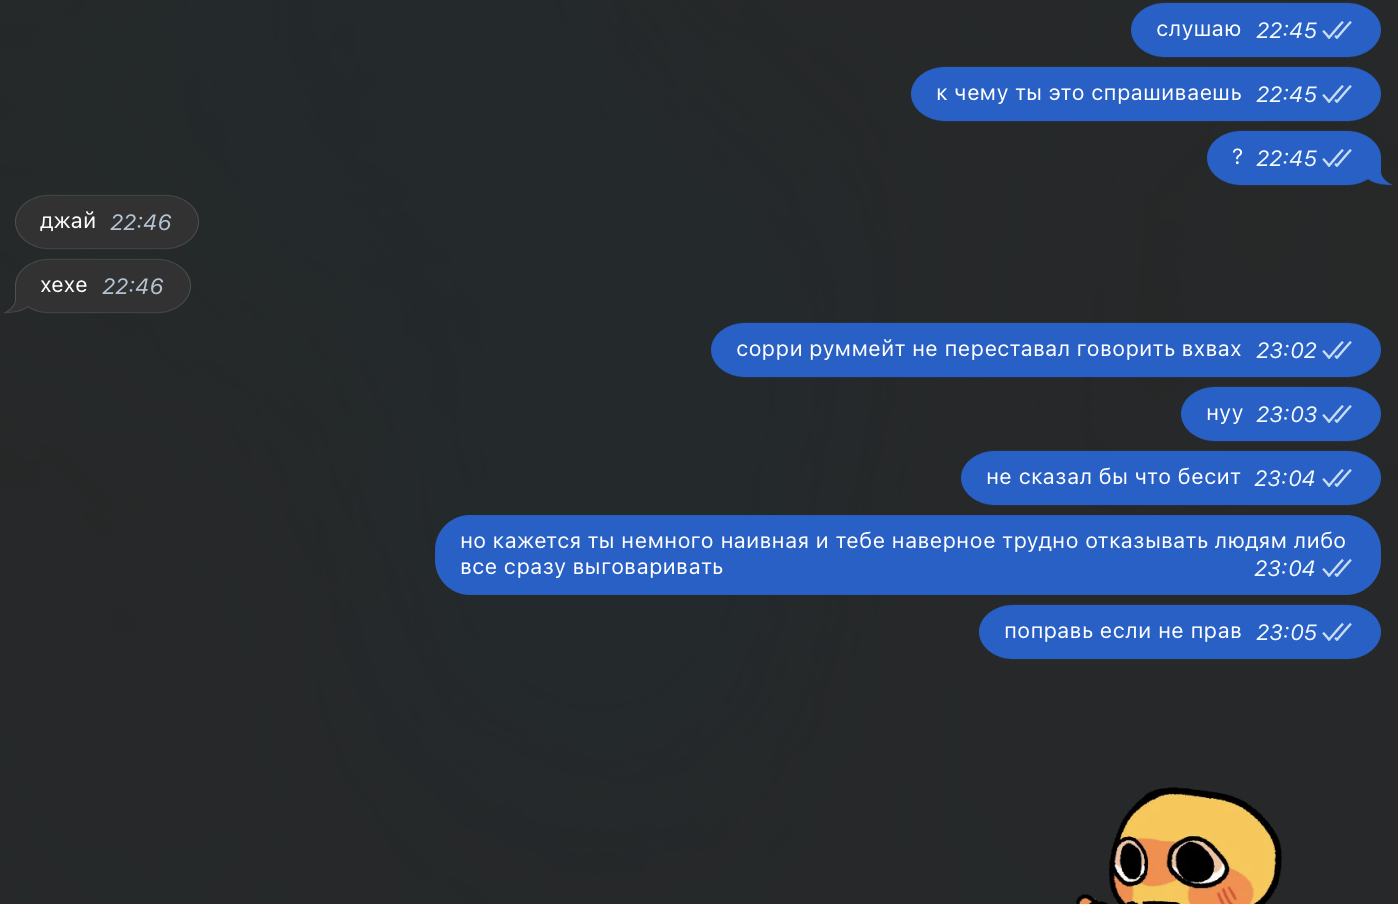 слушаю 22:45
к чему ты это спрашиваешь 22:45
? 22:45
джай 22:46
хехе 22:46
сорри руммейт не переставал говорить вхвах 23:02
нуу 23:03
не сказал бы что бесит 23:04
но кажется ты немного наивная и тебе наверное трудно отказывать людям либо
все сразу выговаривать 23:04
поправь если не прав 23:05